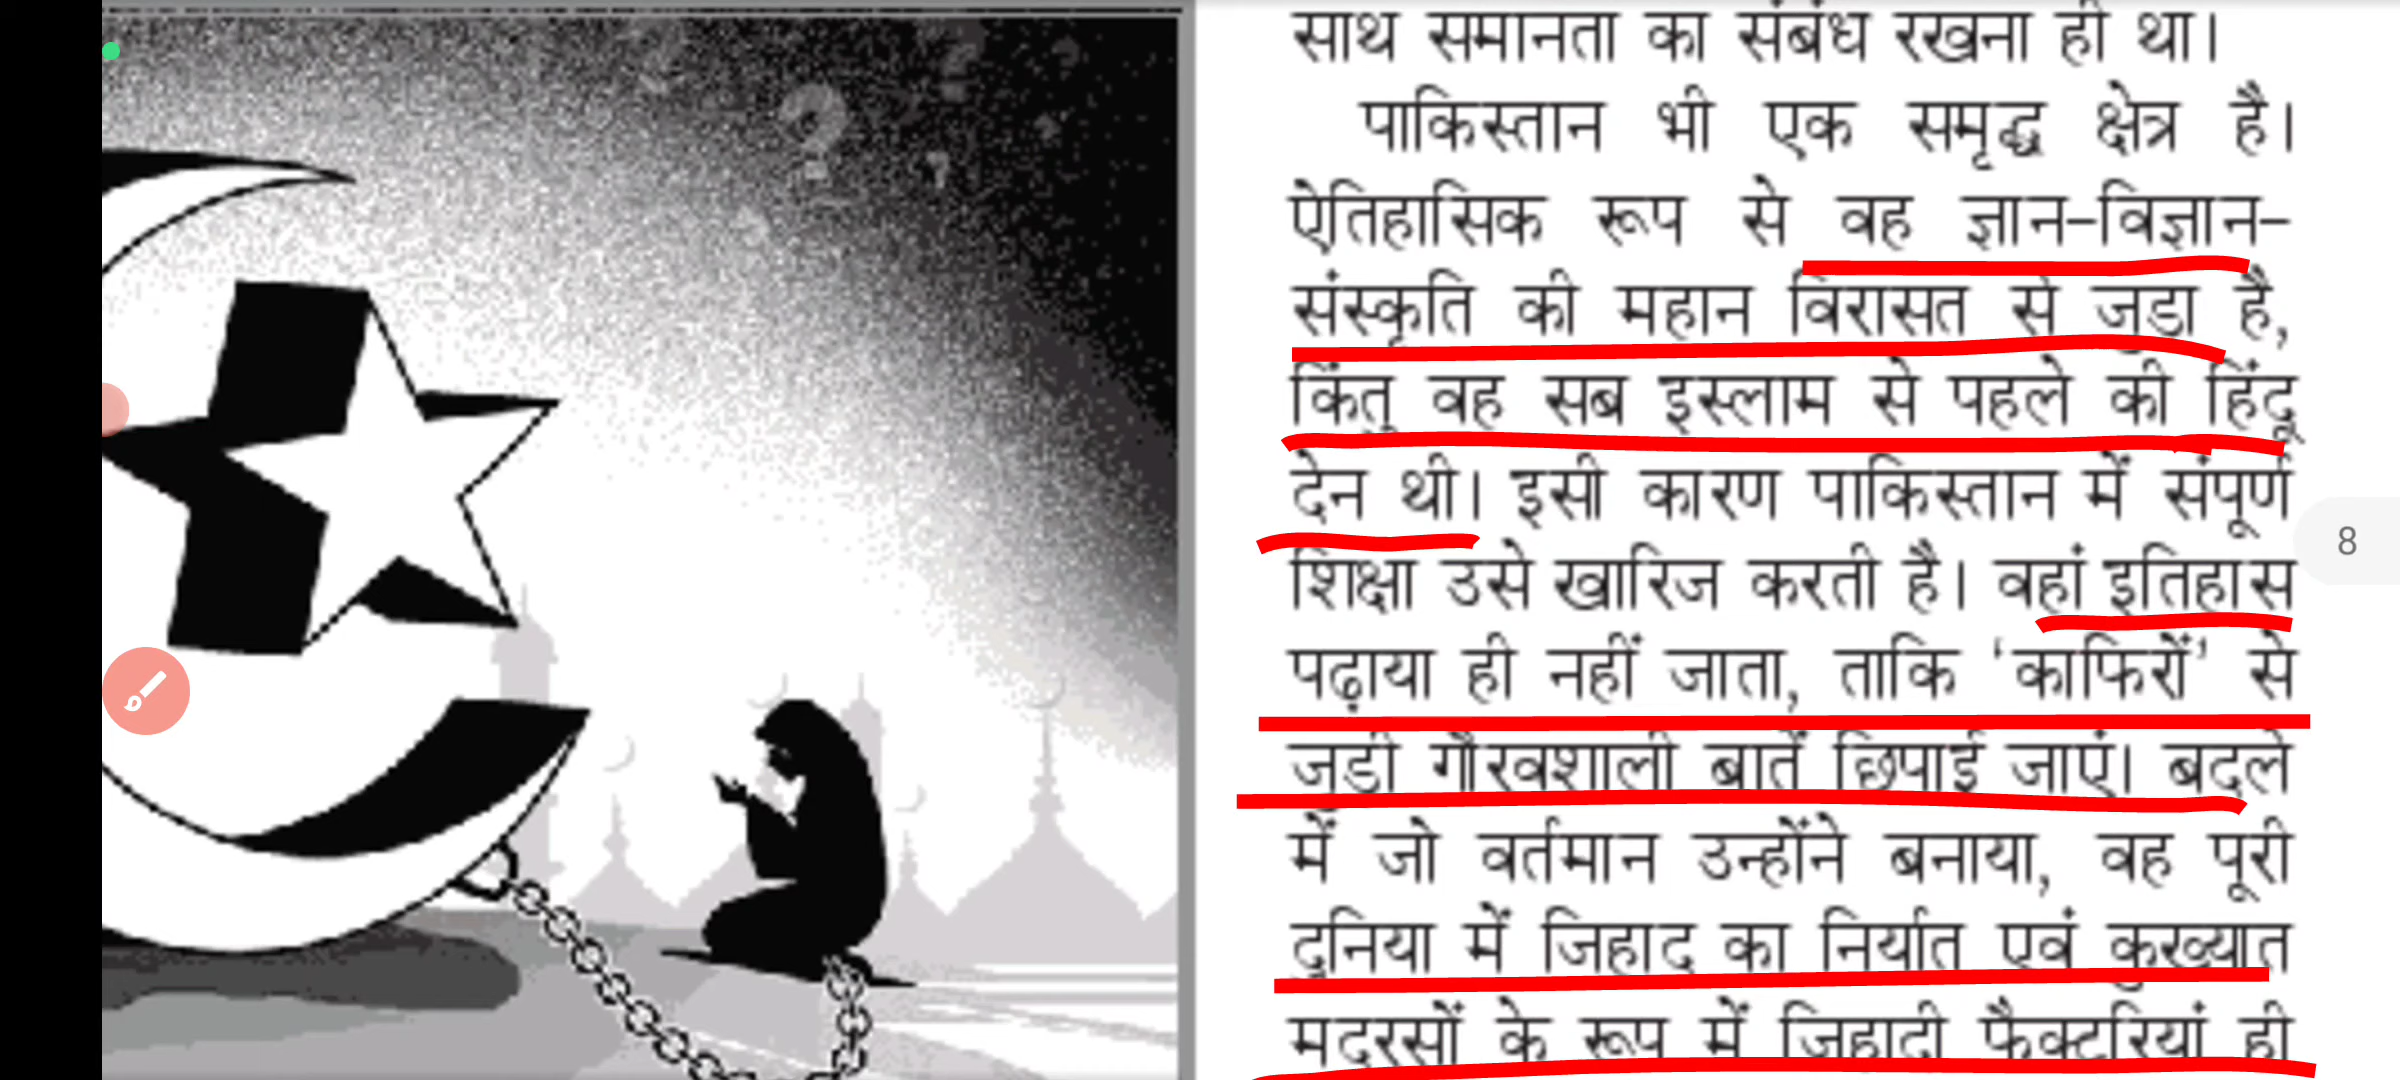 साथ समानता का संबंध रखना ही था।
पाकिस्तान भी एक समृद्ध क्षेत्र है।
ऐतिहासिक रूप से वह ज्ञान-विज्ञान-
संस्कृति की महान विरासत से जुड़ा है,
किंतु वह सब इस्लाम से पहले की हिंदू
देन थी। इसी कारण पाकिस्तान में संपूर्ण
शिक्षा उसे खारिज करती है। वहां इतिहास
पढ़ाया ही नहीं जाता, ताकि 'काफिरों' से
जुड़ी गौरवशाली बातें छिपाई जाएं। बदले
में जो वर्तमान उन्होंने बनाया, वह पूरी
दुनिया में जिहाद का निर्यात एवं कुख्यात
मदरसों के रूप में जिहादी फैक्टरियां ही
8